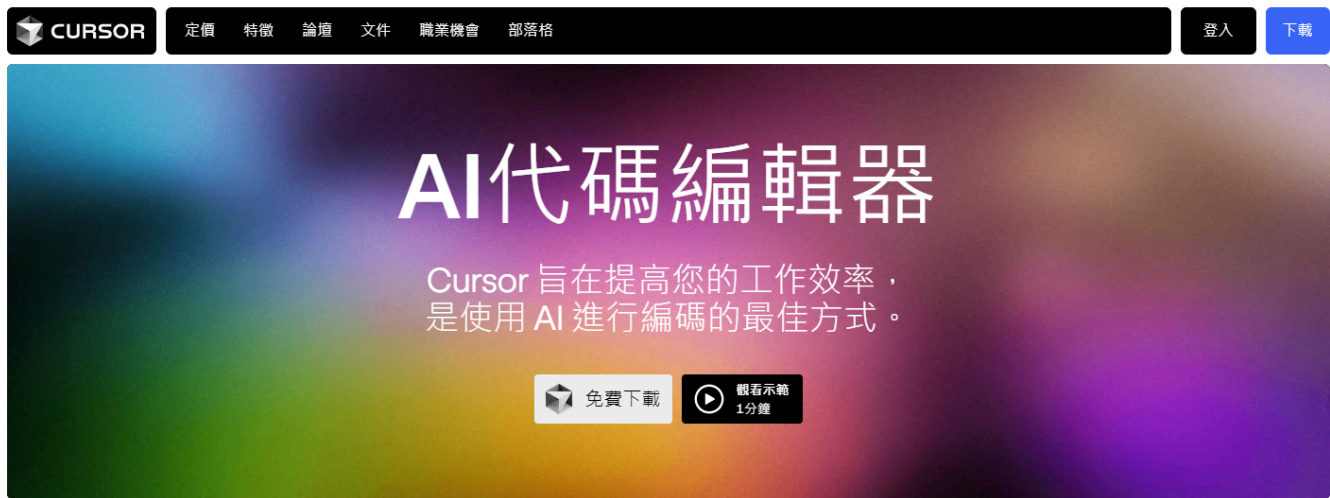 CURSOR
定價 特徵 論壇 文件 職業機會 部落格
登入
下載
AI代碼編輯器
Cursor 旨在提高您的工作效率，
是使用 AI 進行編碼的最佳方式。
免費下載
觀看示範
1分鐘